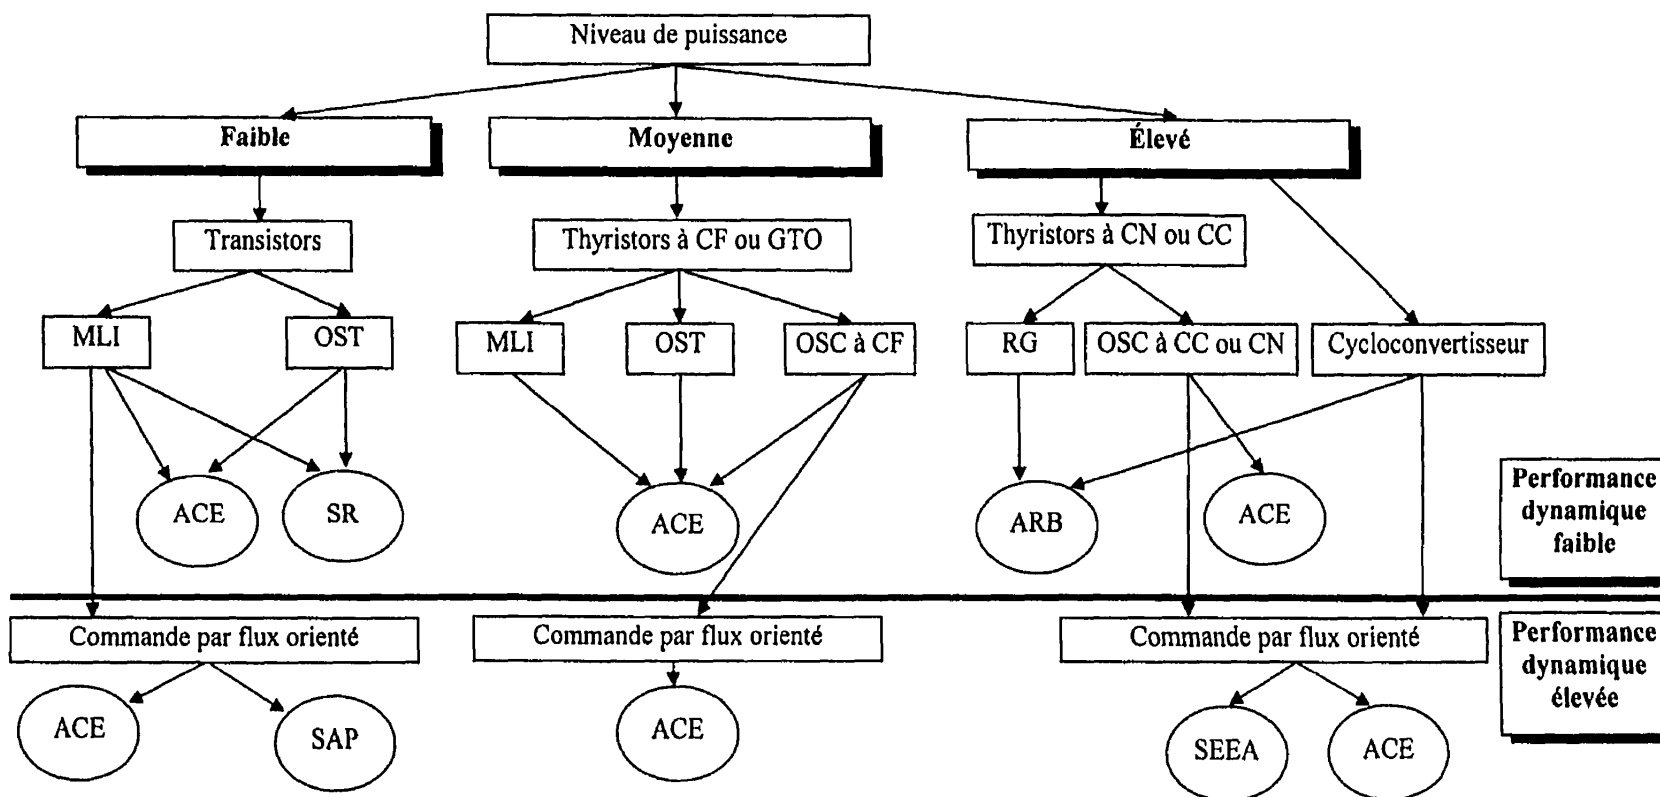 Niveau de puissance
Faible
Moyenne
Élevé
Transistors
Thyristors à CF ou GTO
Thyristors à CN ou CC
MLI
OST
MLI
OST
OSC à CF
RG
OSC à CC ou CN
Cycloconvertisseur
ACE
SR
ACE
ARB
ACE
Performance
dynamique
faible
Commande par flux orienté
Commande par flux orienté
Commande par flux orienté
Performance
dynamique
élevée
ACE
SAP
ACE
SEEA
ACE